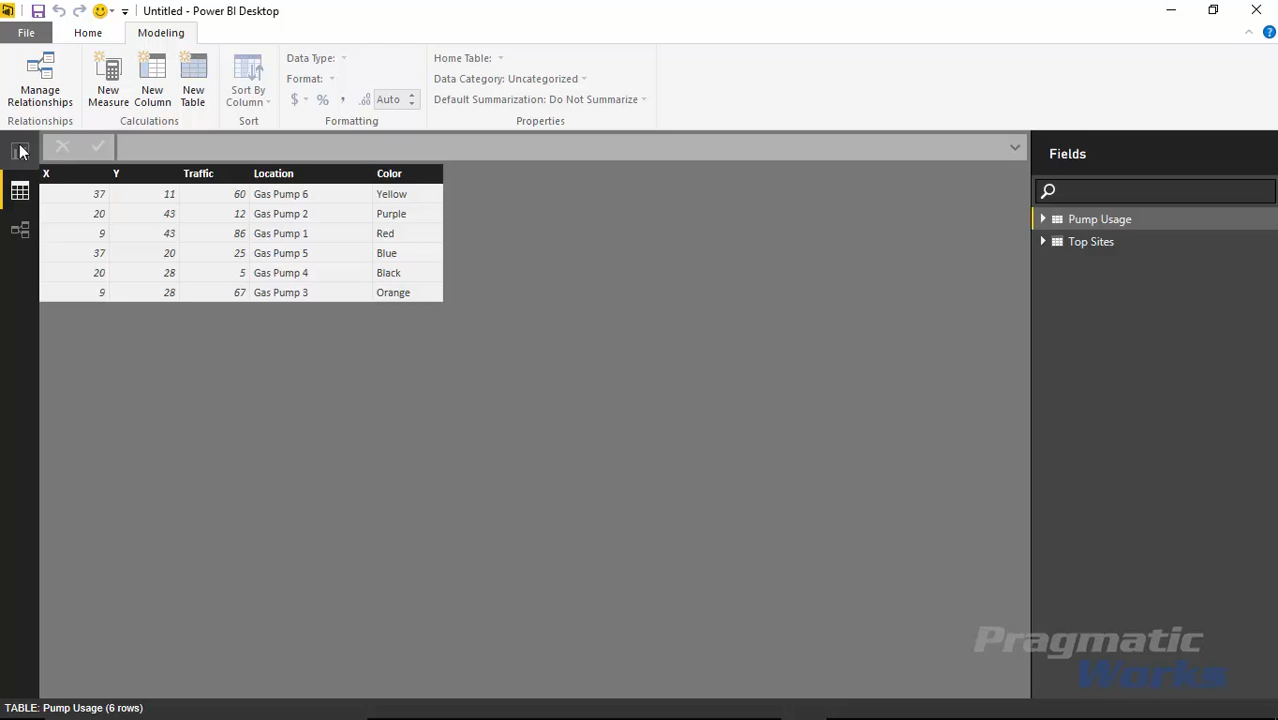 Untitled - Power BI Desktop
File Home Modeling
Manage Relationships
New Measure
New Column
New Table
Sort By Column
Data Type:
Format:
$ % , .00 Auto
Home Table:
Data Category: Uncategorized
Default Summarization: Do Not Summarize
Relationships Calculations Sort Formatting Properties
X Y Traffic Location Color
37 11 60 Gas Pump 6 Yellow
20 43 12 Gas Pump 2 Purple
9 43 86 Gas Pump 1 Red
37 20 25 Gas Pump 5 Blue
20 28 5 Gas Pump 4 Black
9 28 67 Gas Pump 3 Orange
Fields
Pump Usage
Top Sites
Pragmatic
Works
TABLE: Pump Usage (6 rows)